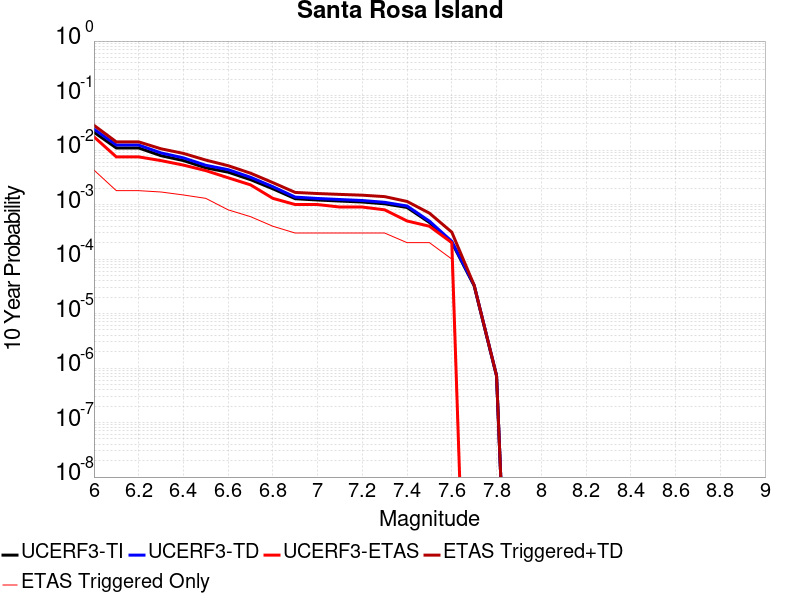 Santa Rosa Island
10^0
10^-1
10^-2
10^-3
10^-4
10^-5
10^-6
10^-7
10^-8
10 Year Probability
6 6.2 6.4 6.6 6.8 7 7.2 7.4 7.6 7.8 8 8.2 8.4 8.6 8.8 9
Magnitude
UCERF3-TI UCERF3-TD UCERF3-ETAS ETAS Triggered+TD
ETAS Triggered Only